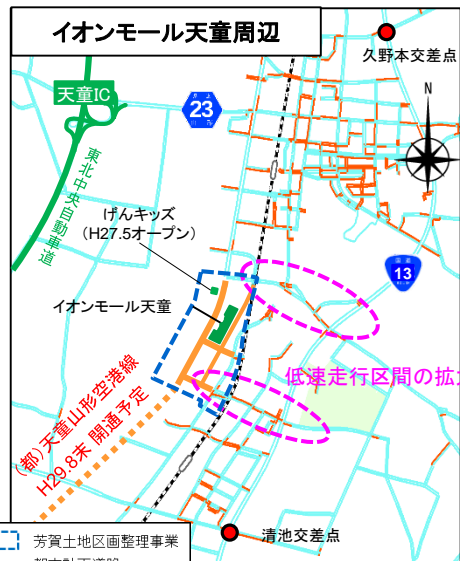 イオンモール天童周辺
久野本交差点
天童IC
23
N
東北中央自動車道
げんキッズ
(H27.5オープン)
13
イオンモール天童
低速走行区間の拡
(都)天童山形空港線
H29.8末 開通予定
清池交差点
芳賀土地区画整理事業